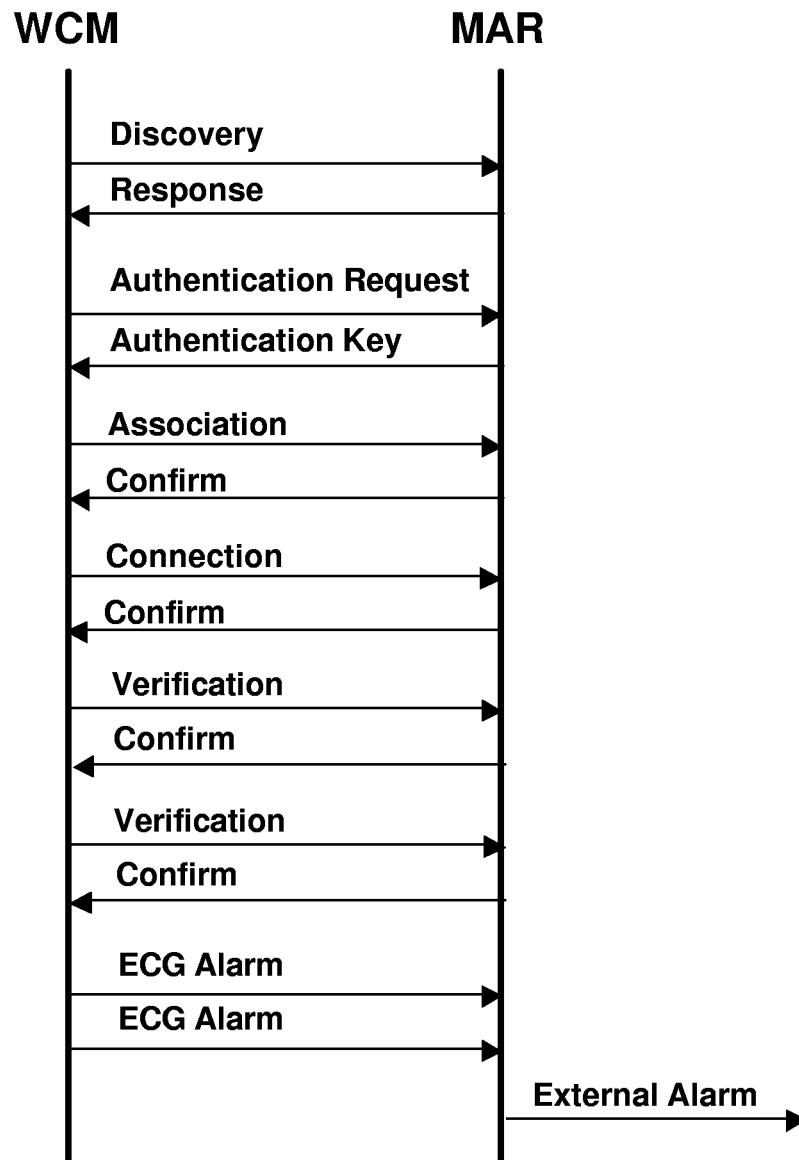 WCM MAR
Discovery
Response
Authentication Request
Authentication Key
Association
Confirm
Connection
Confirm
Verification
Confirm
Verification
Confirm
ECG Alarm
ECG Alarm
External Alarm